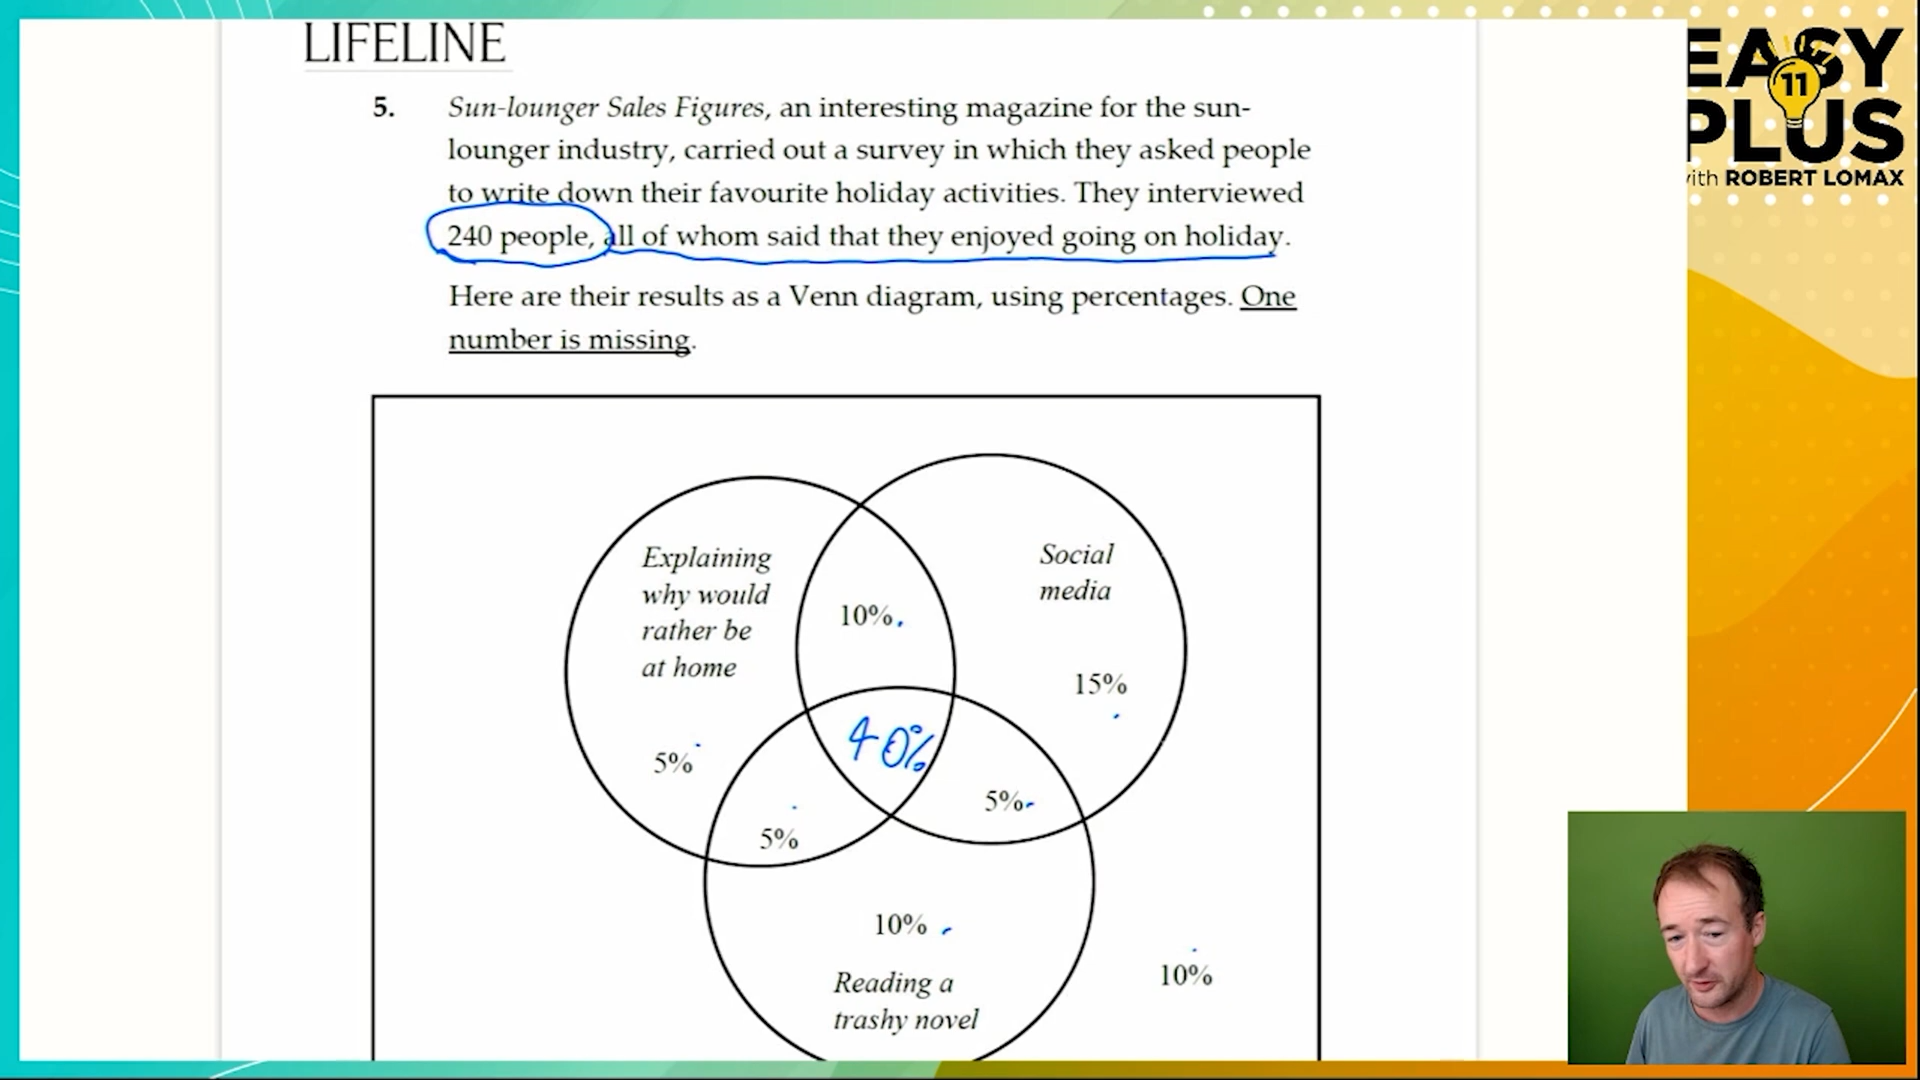 LIFELINE
5. Sun-lounger Sales Figures, an interesting magazine for the sun-
lounger industry, carried out a survey in which they asked people
to write down their favourite holiday activities. They interviewed
240 people, all of whom said that they enjoyed going on holiday.
Here are their results as a Venn diagram, using percentages. One
number is missing.
Explaining
why would
rather be
at home
Social
media
10%
15%
40%
5%
5%
5%
10%
Reading a
trashy novel
10%
EASY
11
PLUS
with ROBERT LOMAX